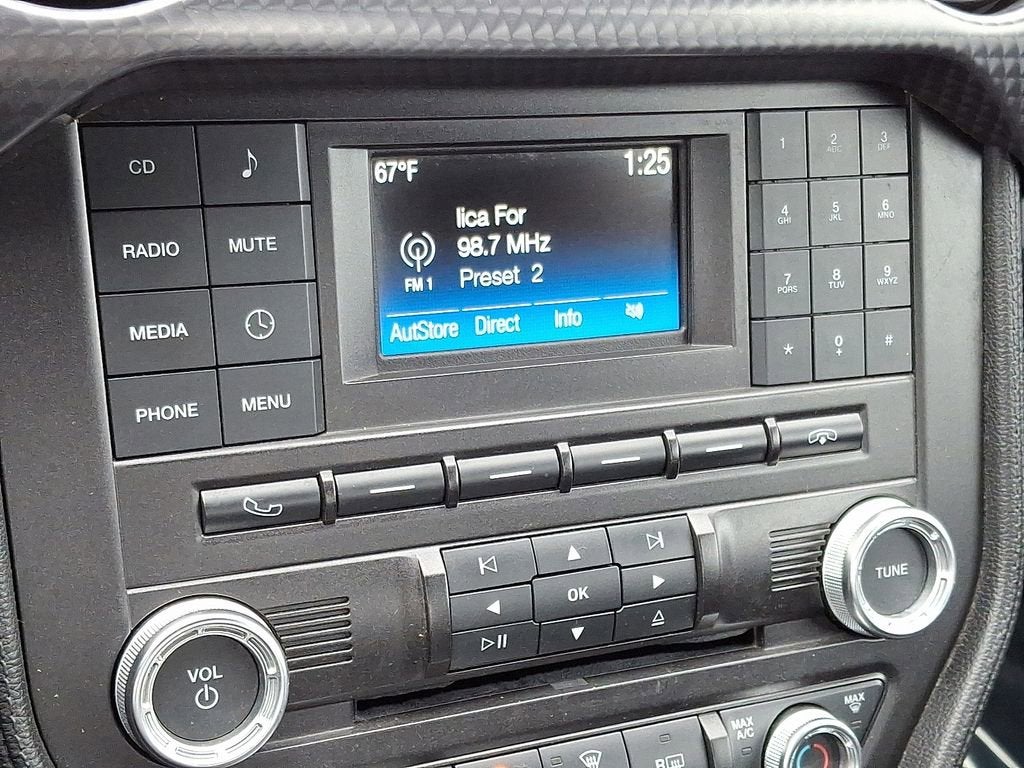 CD
RADIO MUTE
MEDIA
PHONE MENU
67°F 1:25
lica For
98.7 MHz
FM 1 Preset 2
AutStore Direct Info
1 2 ABC 3 DEF
4 GHI 5 JKL 6 MNO
7 PQRS 8 TUV 9 WXYZ
* 0 + #
OK
TUNE
VOL
MAX A/C
MAX
R